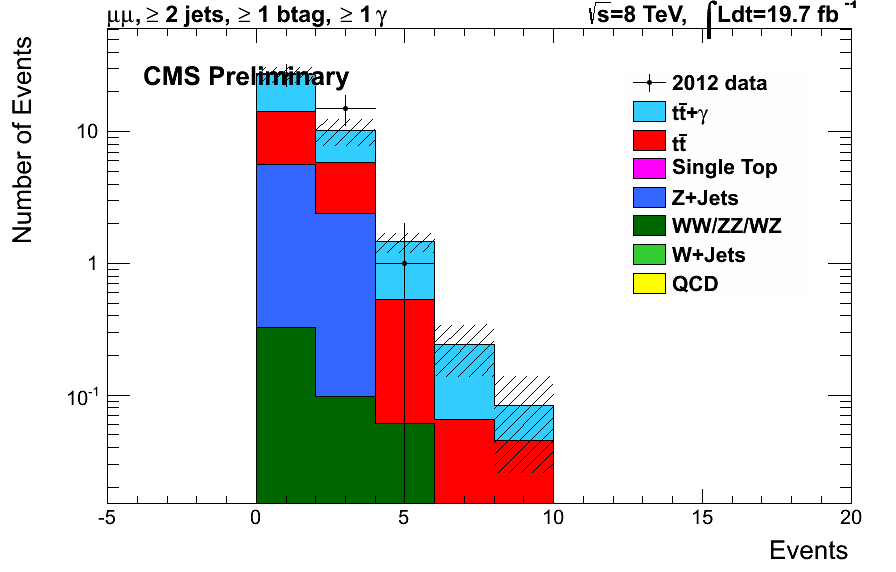 μμ, ≥ 2 jets, ≥ 1 btag, ≥ 1 γ
√s=8 TeV, ∫Ldt=19.7 fb⁻¹
CMS Preliminary
2012 data
tt̄+γ
tt̄
Single Top
Z+Jets
WW/ZZ/WZ
W+Jets
QCD
Number of Events
10
1
10⁻¹
-5 0 5 10 15 20
Events